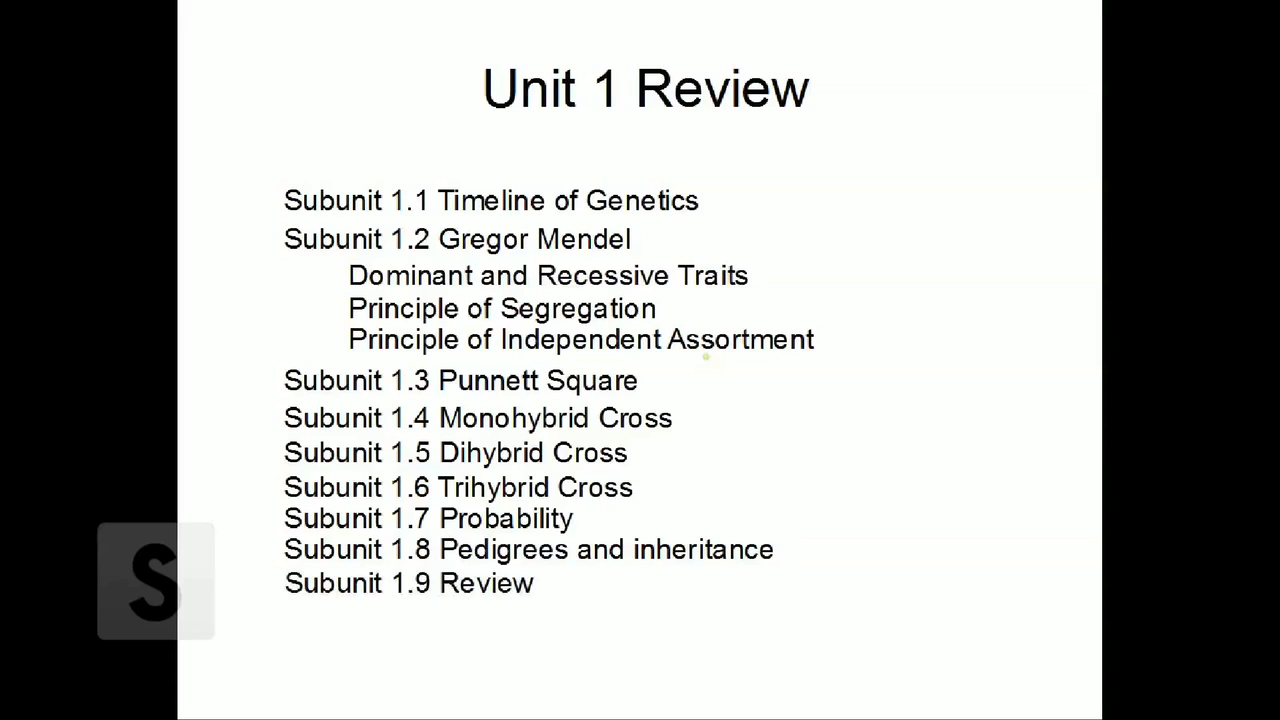 Unit 1 Review
Subunit 1.1 Timeline of Genetics
Subunit 1.2 Gregor Mendel
Dominant and Recessive Traits
Principle of Segregation
Principle of Independent Assortment
Subunit 1.3 Punnett Square
Subunit 1.4 Monohybrid Cross
Subunit 1.5 Dihybrid Cross
Subunit 1.6 Trihybrid Cross
Subunit 1.7 Probability
Subunit 1.8 Pedigrees and inheritance
Subunit 1.9 Review
S